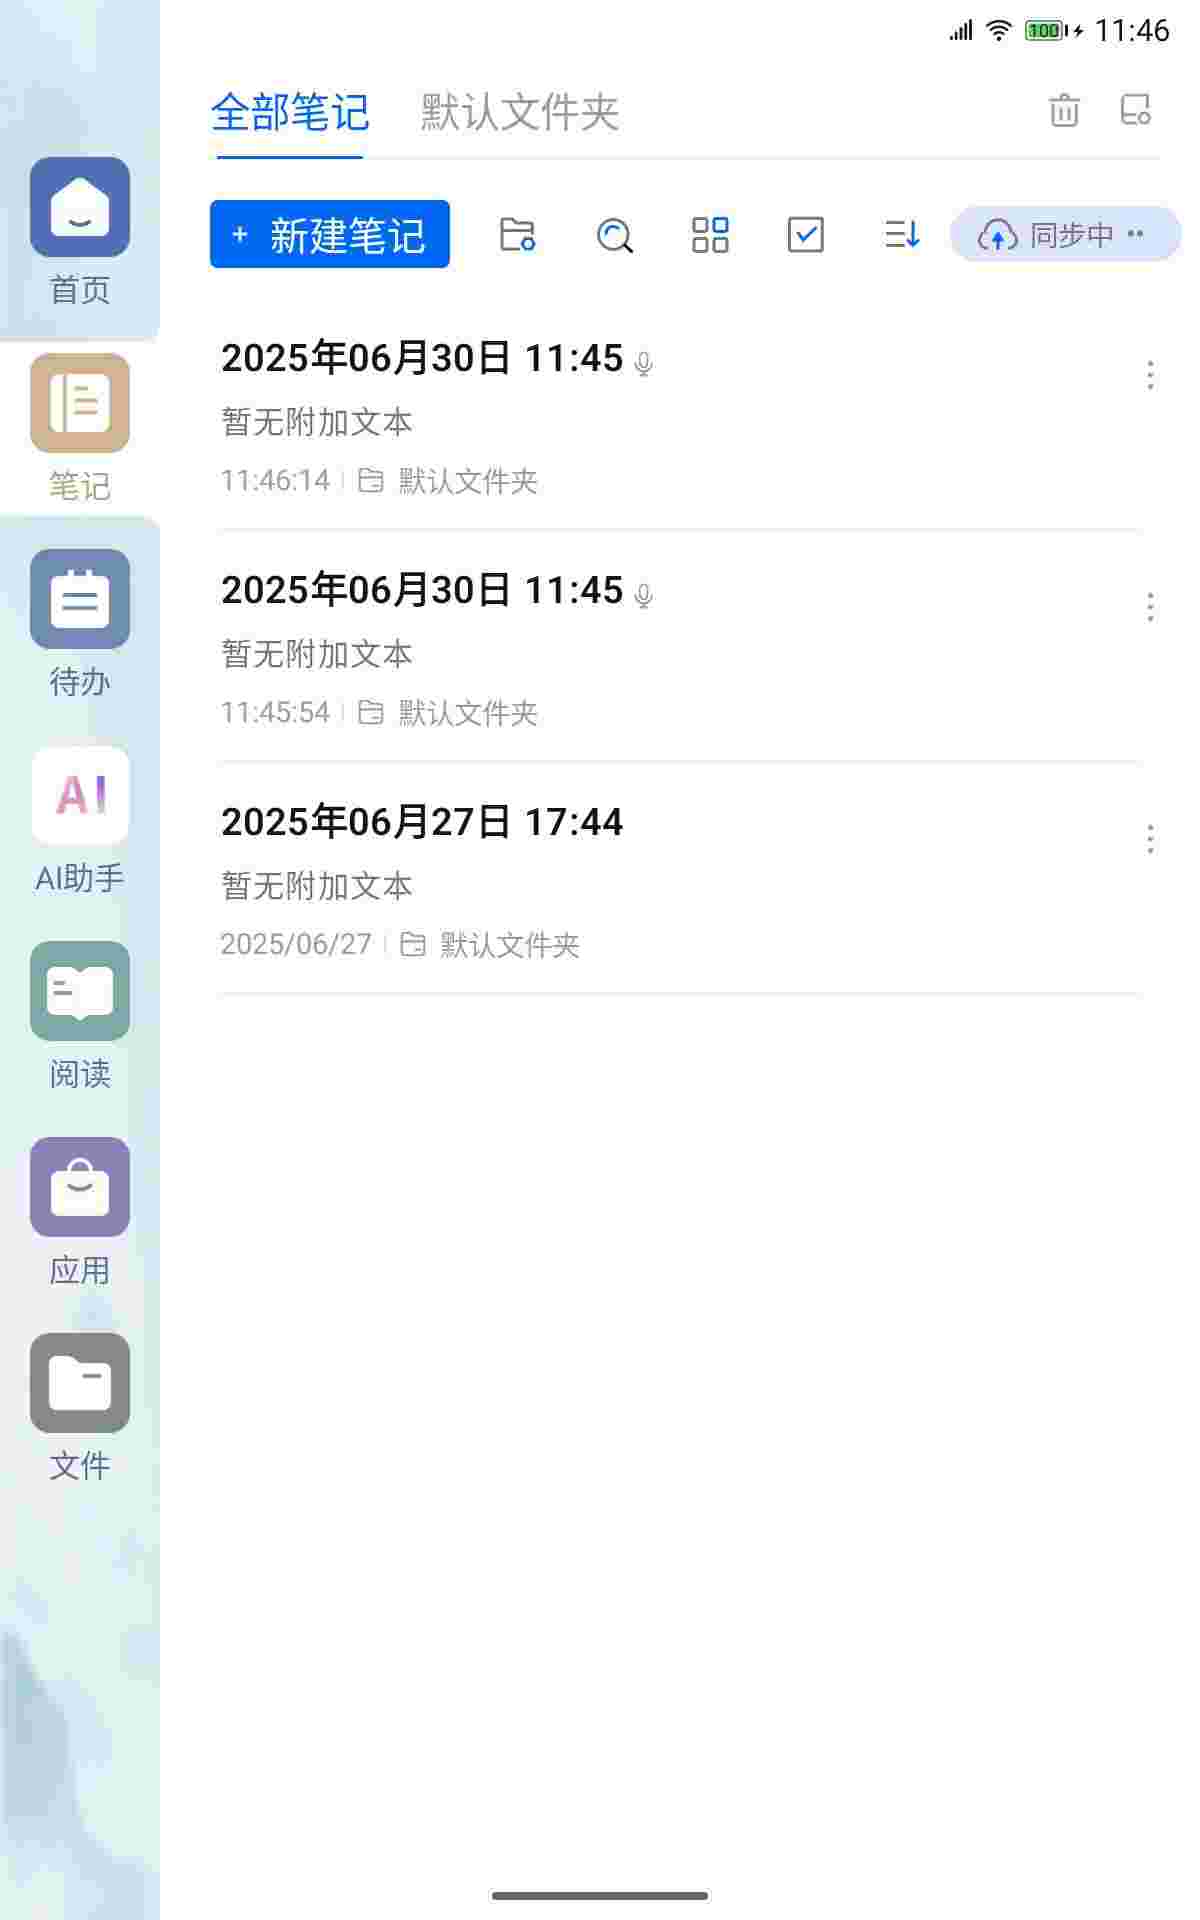 100 11:46
全部笔记 默认文件夹
+ 新建笔记 同步中 ··
首页
笔记
待办
AI
AI助手
阅读
应用
文件
2025年06月30日 11:45
暂无附加文本
11:46:14 默认文件夹
2025年06月30日 11:45
暂无附加文本
11:45:54 默认文件夹
2025年06月27日 17:44
暂无附加文本
2025/06/27 默认文件夹